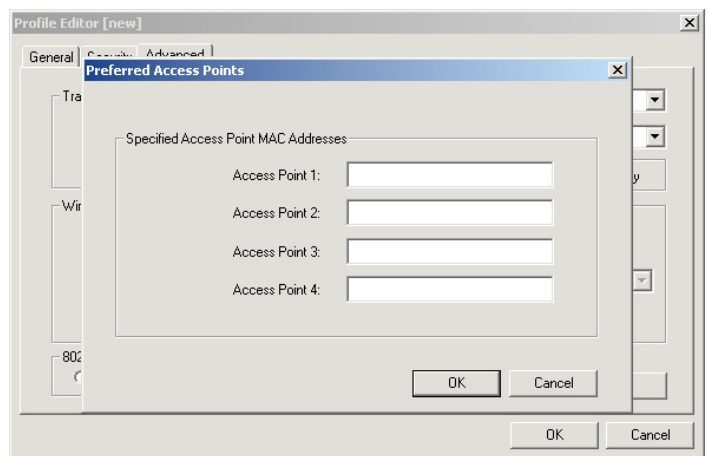 Profile Editor [new]
General Security Advanced
Preferred Access Points
Tra
Specified Access Point MAC Addresses
Access Point 1:
y
Access Point 2:
Wir
Access Point 3:
Access Point 4:
802
OK Cancel
OK Cancel